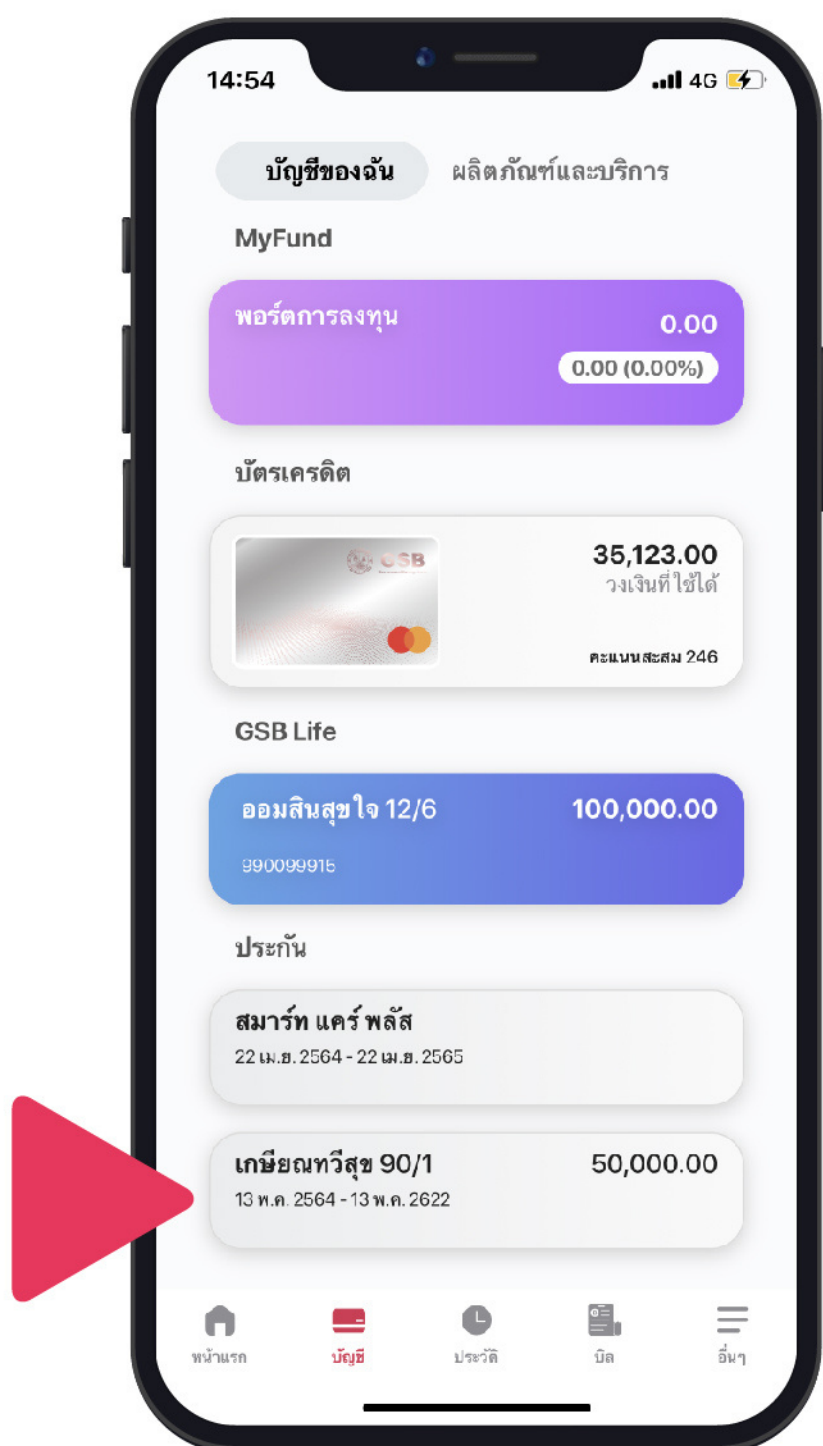 14:54
4G
บัญชีของฉัน ผลิตภัณฑ์และบริการ
MyFund
พอร์ตการลงทุน 0.00
0.00 (0.00%)
บัตรเครดิต
GSB
35,123.00
วงเงินที่ใช้ได้
คะแนนสะสม 246
GSB Life
ออมสินสุขใจ 12/6 100,000.00
990099915
ประกัน
สมาร์ท แคร์ พลัส
22 เม.ย. 2564 - 22 เม.ย. 2565
เกษียณทวีสุข 90/1 50,000.00
13 พ.ค. 2564 - 13 พ.ค. 2622
หน้าแรก บัญชี ประวัติ บิล อื่นๆ